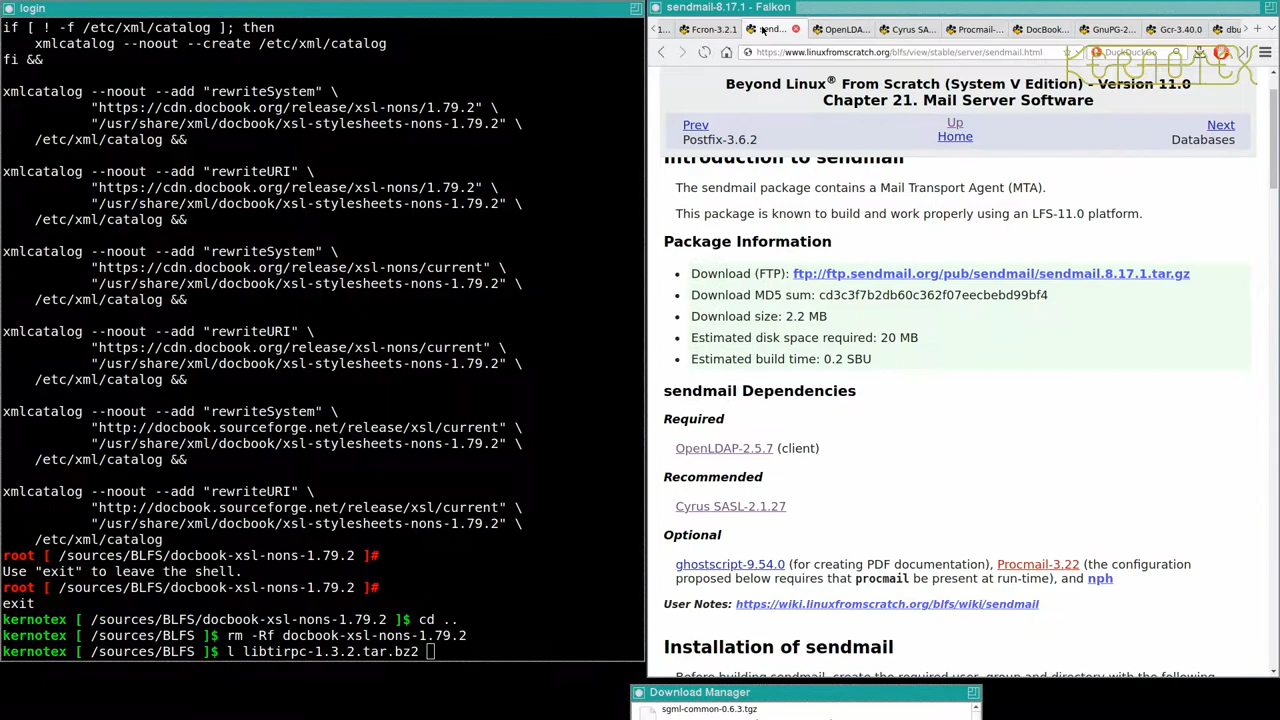 login
if [ ! -f /etc/xml/catalog ]; then
xmlcatalog --noout --create /etc/xml/catalog
fi &&
xmlcatalog --noout --add "rewriteSystem" \
"https://cdn.docbook.org/release/xsl-nons/1.79.2" \
"/usr/share/xml/docbook/xsl-stylesheets-nons-1.79.2" \
/etc/xml/catalog &&
xmlcatalog --noout --add "rewriteURI" \
"https://cdn.docbook.org/release/xsl-nons/1.79.2" \
"/usr/share/xml/docbook/xsl-stylesheets-nons-1.79.2" \
/etc/xml/catalog &&
xmlcatalog --noout --add "rewriteSystem" \
"https://cdn.docbook.org/release/xsl-nons/current" \
"/usr/share/xml/docbook/xsl-stylesheets-nons-1.79.2" \
/etc/xml/catalog &&
xmlcatalog --noout --add "rewriteURI" \
"https://cdn.docbook.org/release/xsl-nons/current" \
"/usr/share/xml/docbook/xsl-stylesheets-nons-1.79.2" \
/etc/xml/catalog &&
xmlcatalog --noout --add "rewriteSystem" \
"http://docbook.sourceforge.net/release/xsl/current" \
"/usr/share/xml/docbook/xsl-stylesheets-nons-1.79.2" \
/etc/xml/catalog &&
xmlcatalog --noout --add "rewriteURI" \
"http://docbook.sourceforge.net/release/xsl/current" \
"/usr/share/xml/docbook/xsl-stylesheets-nons-1.79.2" \
/etc/xml/catalog
root [ /sources/BLFS/docbook-xsl-nons-1.79.2 ]#
Use "exit" to leave the shell.
root [ /sources/BLFS/docbook-xsl-nons-1.79.2 ]#
exit
kernotex [ /sources/BLFS/docbook-xsl-nons-1.79.2 ]$ cd ..
kernotex [ /sources/BLFS ]$ rm -Rf docbook-xsl-nons-1.79.2
kernotex [ /sources/BLFS ]$ l libtirpc-1.3.2.tar.bz2
sendmail-8.17.1 - Falkon
1... Fcron-3.2.1 send... OpenLDA... Cyrus SA... Procmail-... DocBook... GnuPG-2... Gcr-3.40.0 dbu
https://www.linuxfromscratch.org/blfs/view/stable/server/sendmail.html DuckDuckGo
KERNOTEX
Beyond Linux® From Scratch (System V Edition) - Version 11.0
Chapter 21. Mail Server Software
Prev Up Next
Postfix-3.6.2 Home Databases
Introduction to sendmail
The sendmail package contains a Mail Transport Agent (MTA).
This package is known to build and work properly using an LFS-11.0 platform.
Package Information
• Download (FTP): ftp://ftp.sendmail.org/pub/sendmail/sendmail.8.17.1.tar.gz
• Download MD5 sum: cd3c3f7b2db60c362f07eecbebd99bf4
• Download size: 2.2 MB
• Estimated disk space required: 20 MB
• Estimated build time: 0.2 SBU
sendmail Dependencies
Required
OpenLDAP-2.5.7 (client)
Recommended
Cyrus SASL-2.1.27
Optional
ghostscript-9.54.0 (for creating PDF documentation), Procmail-3.22 (the configuration
proposed below requires that procmail be present at run-time), and nph
User Notes: https://wiki.linuxfromscratch.org/blfs/wiki/sendmail
Installation of sendmail
Before building sendmail, create the required user, group and directory with the following
Download Manager
sgml-common-0.6.3.tgz